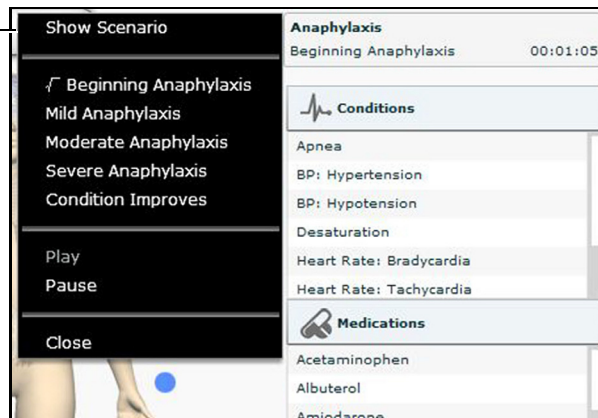 Show Scenario
√ Beginning Anaphylaxis
Mild Anaphylaxis
Moderate Anaphylaxis
Severe Anaphylaxis
Condition Improves
Play
Pause
Close
Anaphylaxis
Beginning Anaphylaxis 00:01:05
Conditions
Apnea
BP: Hypertension
BP: Hypotension
Desaturation
Heart Rate: Bradycardia
Heart Rate: Tachycardia
Medications
Acetaminophen
Albuterol
Amiodarone